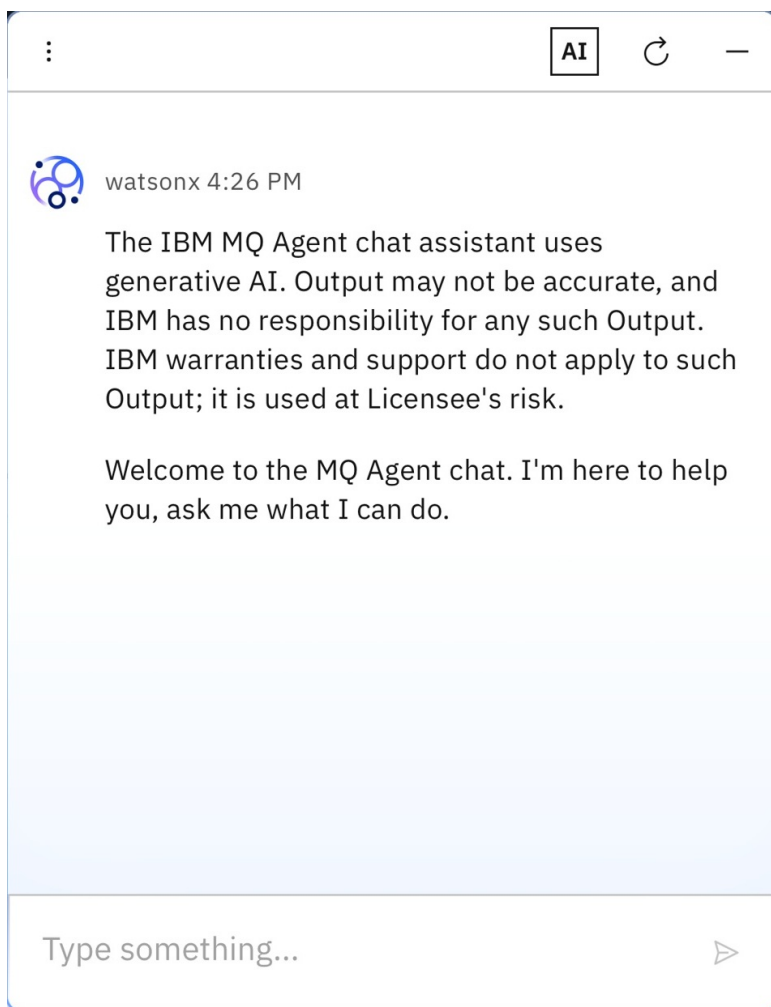 AI
watsonx 4:26 PM
The IBM MQ Agent chat assistant uses
generative AI. Output may not be accurate, and
IBM has no responsibility for any such Output.
IBM warranties and support do not apply to such
Output; it is used at Licensee's risk.
Welcome to the MQ Agent chat. I'm here to help
you, ask me what I can do.
Type something...